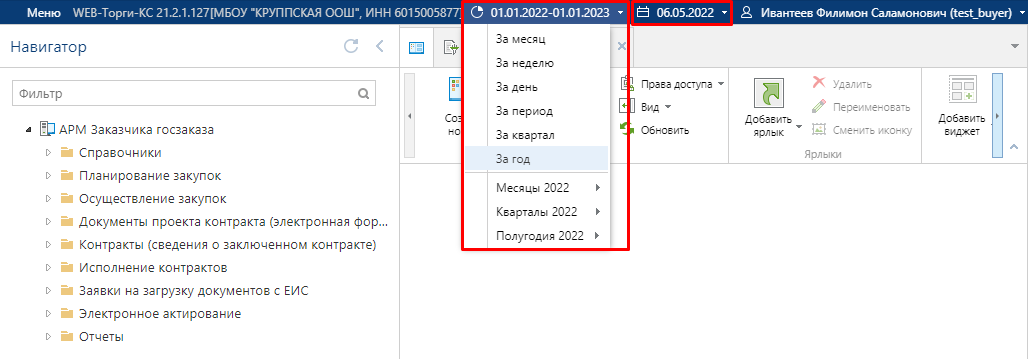 Меню WEB-Торги-КС 21.2.1.127[МБОУ "КРУППСКАЯ ООШ", ИНН 6015005877] 01.01.2022-01.01.2023 06.05.2022 Ивантеев Филимон Саламонович (test_buyer)
Навигатор
Фильтр
АРМ Заказчика госзаказа
Справочники
Планирование закупок
Осуществление закупок
Документы проекта контракта (электронная фор...
Контракты (сведения о заключенном контракте)
Исполнение контрактов
Заявки на загрузку документов с ЕИС
Электронное актирование
Отчеты
За месяц
За неделю
За день
За период
За квартал
За год
Месяцы 2022
Кварталы 2022
Полугодия 2022
Права доступа
Вид
Обновить
Добавить
ярлык
Удалить
Переименовать
Сменить иконку
Ярлыки
Добавить
виджет